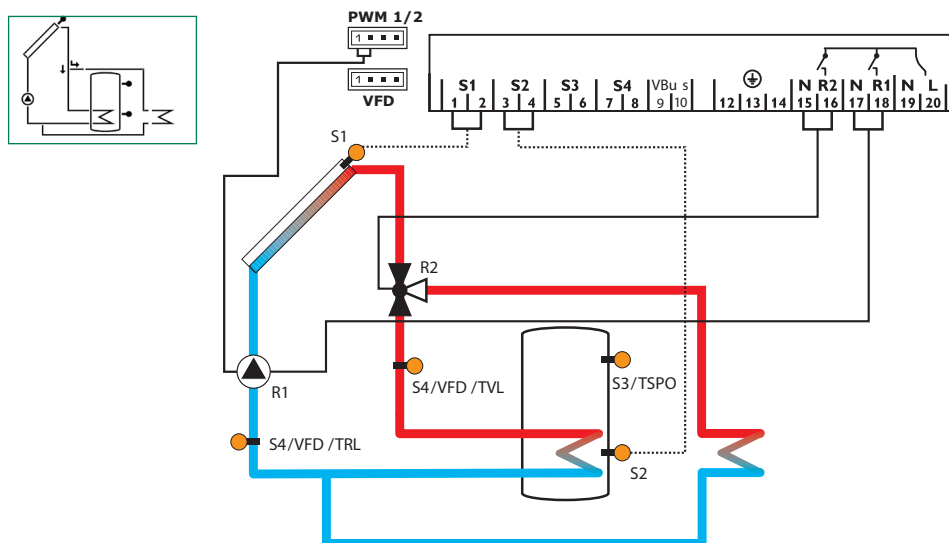 PWM 1/2
1
1
VFD
S1 S2 S3 S4 VBu s N R2 N R1 N L
1 2 3 4 5 6 7 8 9 10 12 13 14 15 16 17 18 19 20
S1
R2
S4/VFD /TVL
S3/TSPO
R1
S4/VFD /TRL
S2